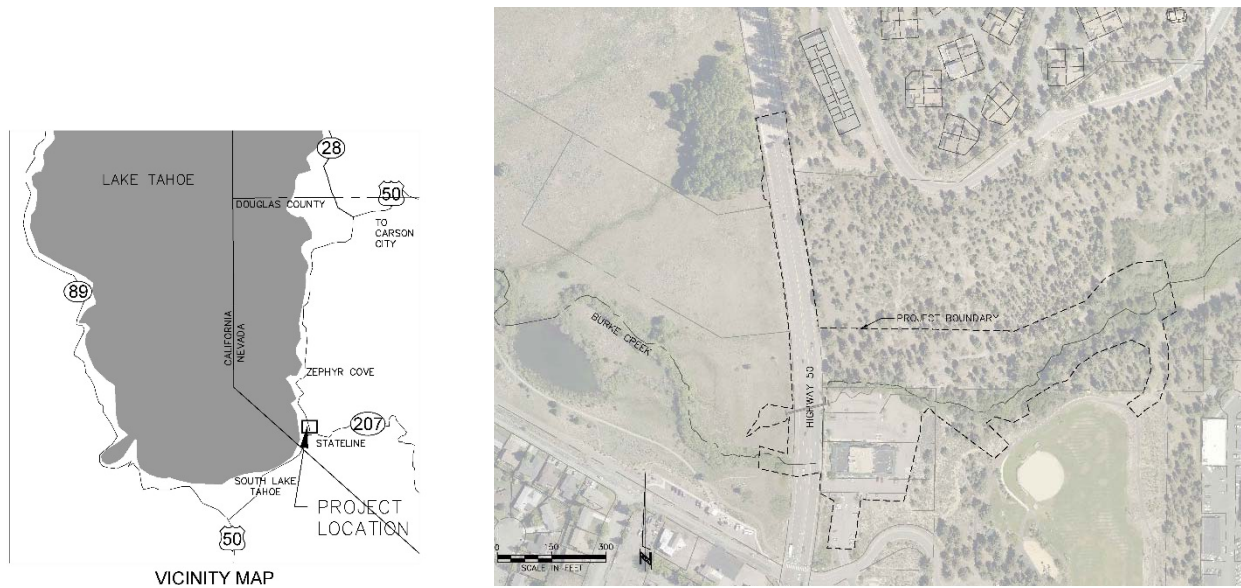 28
LAKE TAHOE
50
DOUGLAS COUNTY
TO
CARSON
CITY
89
CALIFORNIA
NEVADA
ZEPHYR COVE
207
STATELINE
SOUTH LAKE
TAHOE
PROJECT
LOCATION
50
VICINITY MAP
PROJECT BOUNDARY
BURKE CREEK
HIGHWAY 50
0 150 300
SCALE IN FEET
N